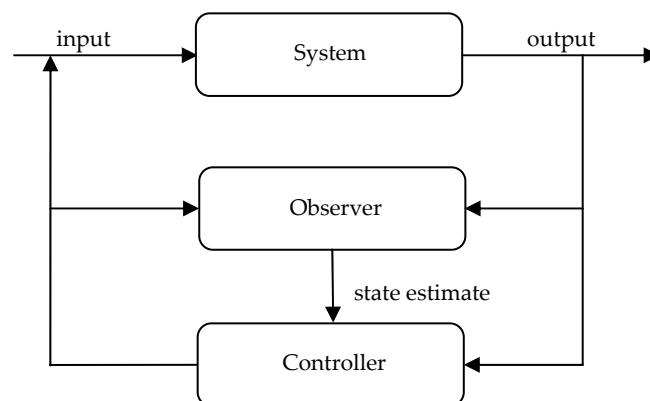 input
System
output
Observer
state estimate
Controller